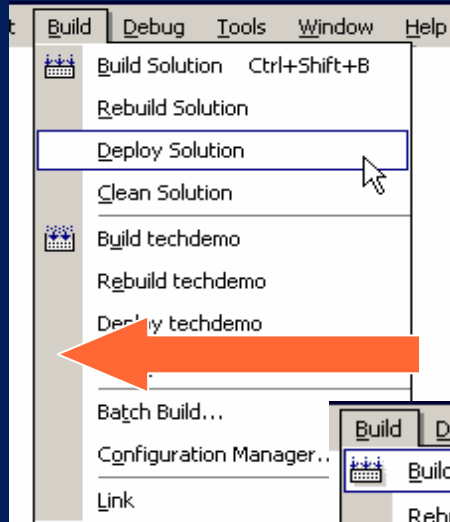 Build Debug Tools Window Help
Build Solution Ctrl+Shift+B
Rebuild Solution
Deploy Solution
Clean Solution
Build techdemo
Rebuild techdemo
Deploy techdemo
Batch Build...
Configuration Manager..
Link
Build